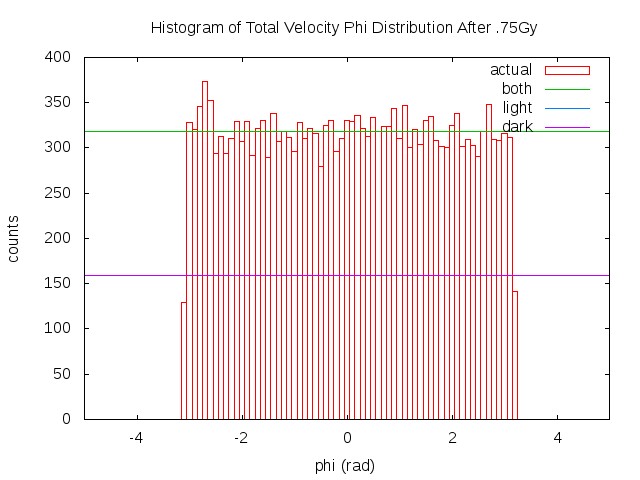 Histogram of Total Velocity Phi Distribution After .75Gy
400
350
300
250
200
150
100
50
0
counts
actual
both
light
dark
-4 -2 0 2 4
phi (rad)